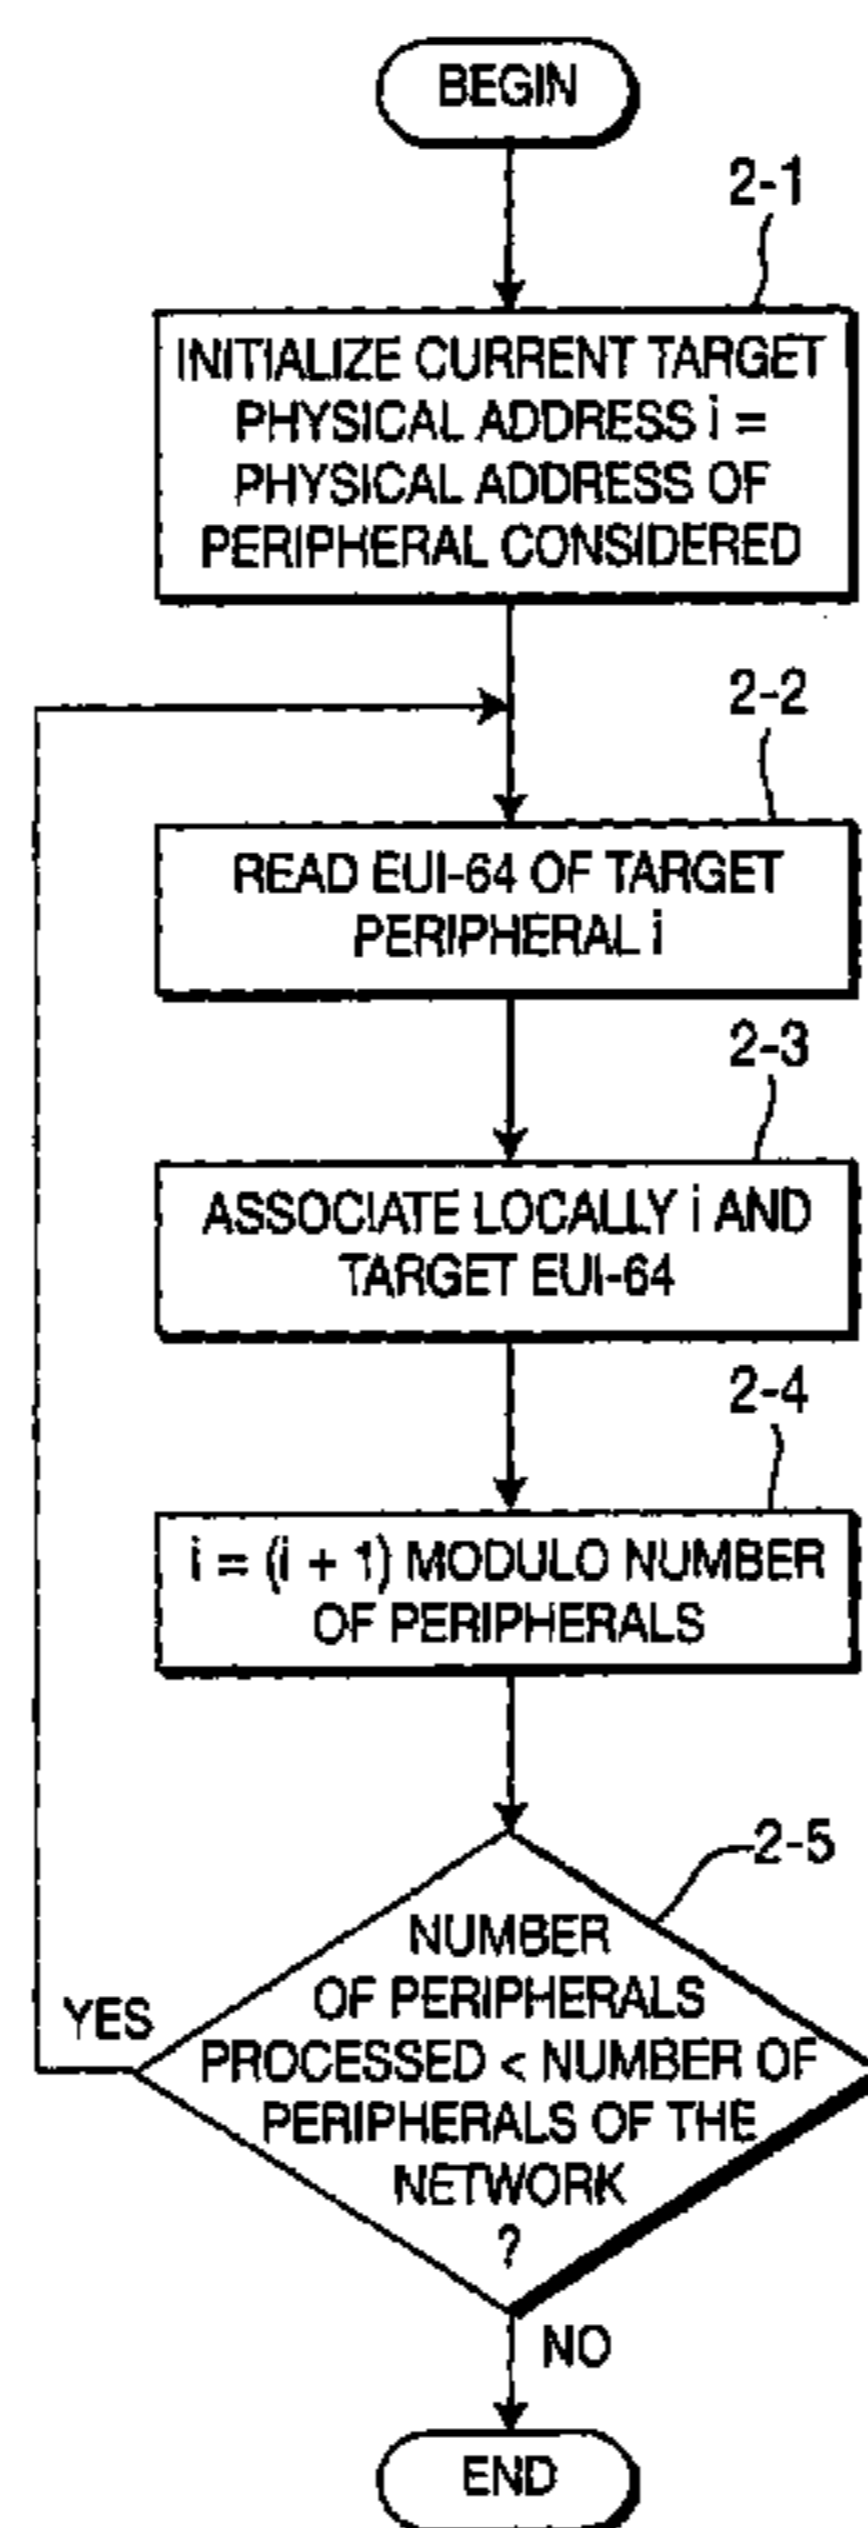 BEGIN
2-1
INITIALIZE CURRENT TARGET
PHYSICAL ADDRESS i =
PHYSICAL ADDRESS OF
PERIPHERAL CONSIDERED
2-2
READ EUI-64 OF TARGET
PERIPHERAL i
2-3
ASSOCIATE LOCALLY i AND
TARGET EUI-64
2-4
i = (i + 1) MODULO NUMBER
OF PERIPHERALS
2-5
NUMBER
OF PERIPHERALS
PROCESSED < NUMBER OF
PERIPHERALS OF THE
NETWORK
?
YES
NO
END